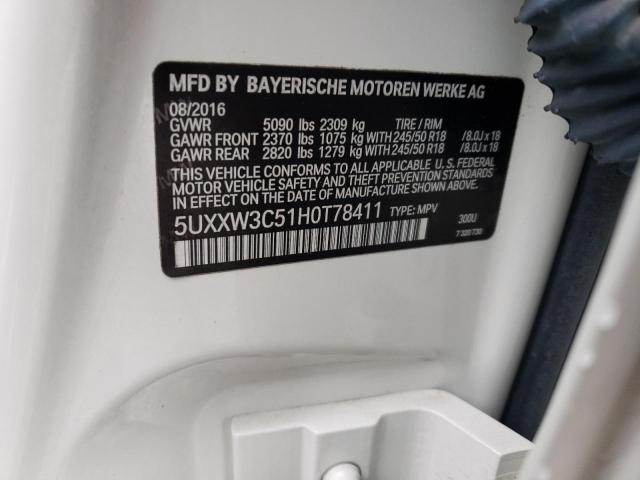 MFD BY BAYERISCHE MOTOREN WERKE AG
08/2016
GVWR 5090 lbs 2309 kg TIRE / RIM
GAWR FRONT 2370 lbs 1075 kg WITH 245/50 R18 /8.0J x 18
GAWR REAR 2820 lbs 1279 kg WITH 245/50 R18 /8.0J x 18
THIS VEHICLE CONFORMS TO ALL APPLICABLE U.S. FEDERAL
MOTOR VEHICLE SAFETY AND THEFT PREVENTION STANDARDS
IN EFFECT ON THE DATE OF MANUFACTURE SHOWN ABOVE.
5UXXW3C51H0T78411 TYPE: MPV 300U
7 320 730